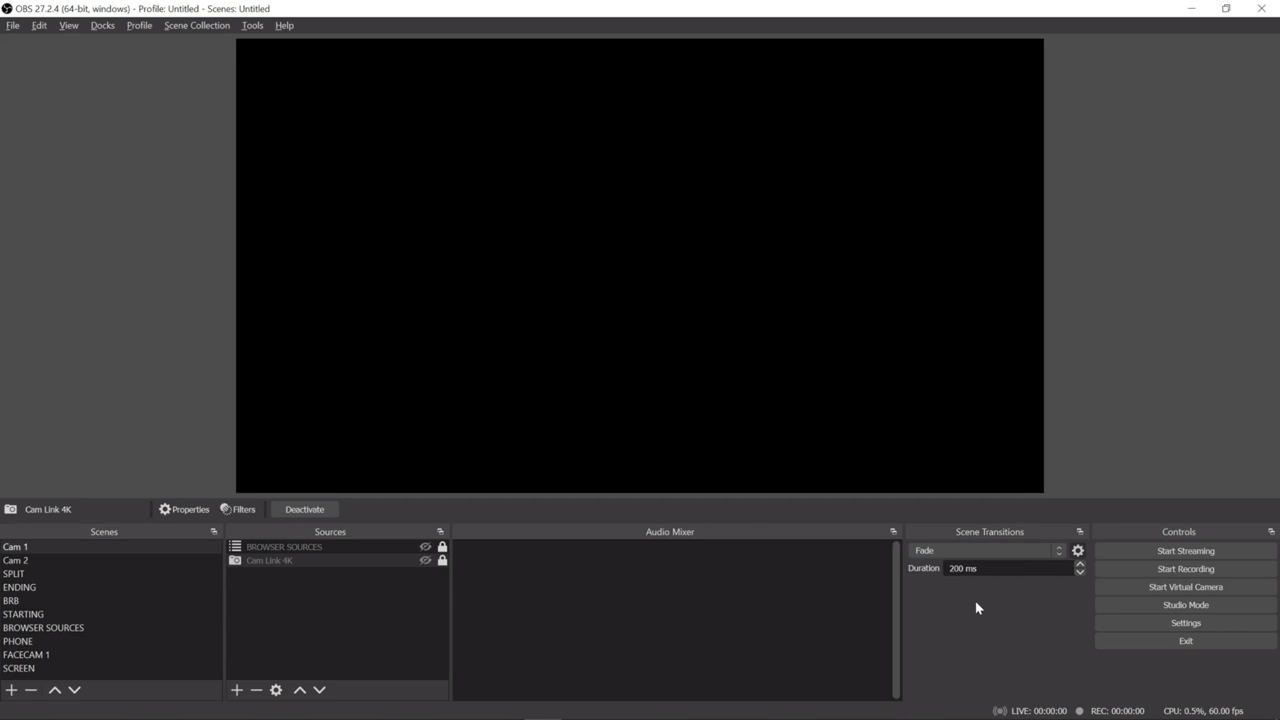 OBS 27.2.4 (64-bit, windows) - Profile: Untitled - Scenes: Untitled
File Edit View Docks Profile Scene Collection Tools Help
Cam Link 4K Properties Filters Deactivate
Scenes Sources Audio Mixer Scene Transitions Controls
Cam 1
Cam 2
SPLIT
ENDING
BRB
STARTING
BROWSER SOURCES
PHONE
FACECAM 1
SCREEN
BROWSER SOURCES
Cam Link 4K
Fade
Duration 200 ms
Start Streaming
Start Recording
Start Virtual Camera
Studio Mode
Settings
Exit
LIVE: 00:00:00 REC: 00:00:00 CPU: 0.5%, 60.00 fps